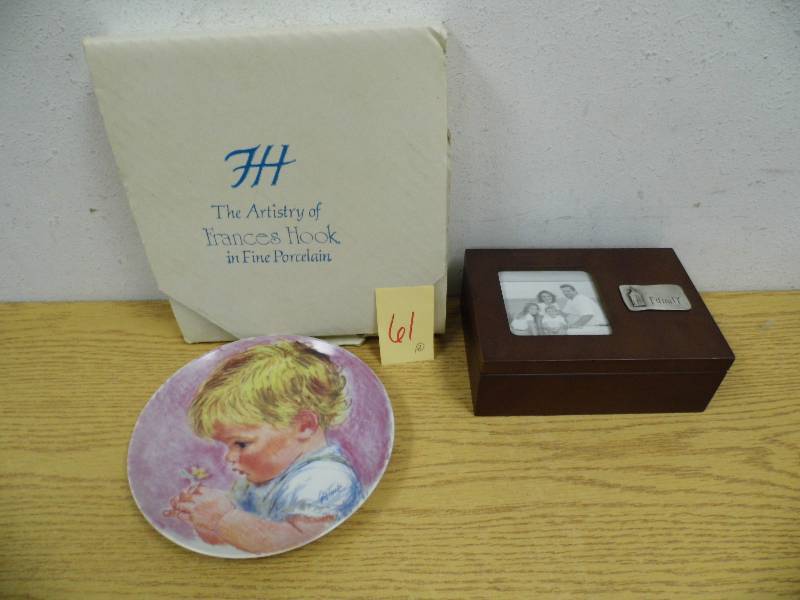 FH
The Artistry of
Frances Hook
in Fine Porcelain
61
Family